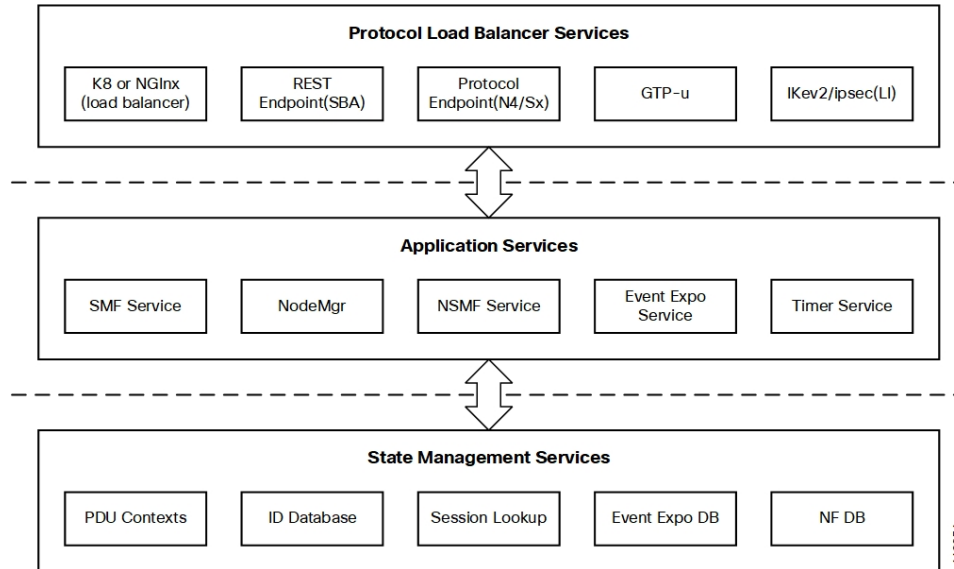 Protocol Load Balancer Services
K8 or NGInx
(load balancer)
REST
Endpoint(SBA)
Protocol
Endpoint(N4/Sx)
GTP-u
IKev2/ipsec(LI)
Application Services
SMF Service
NodeMgr
NSMF Service
Event Expo
Service
Timer Service
State Management Services
PDU Contexts
ID Database
Session Lookup
Event Expo DB
NF DB